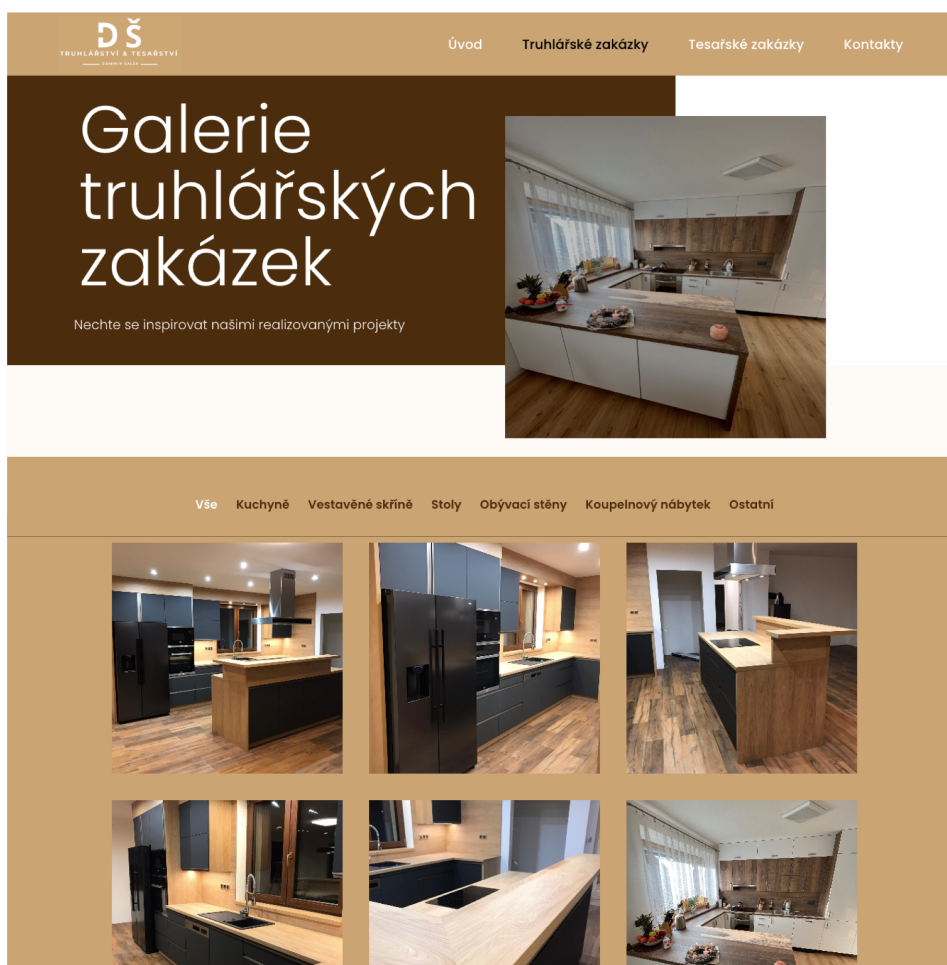 DŠ
TRUHLÁŘSTVÍ & TESAŘSTVÍ
Úvod
Truhlářské zakázky
Tesařské zakázky
Kontakty
Galerie
truhlářských
zakázek
Nechte se inspirovat našimi realizovanými projekty
Vše
Kuchyně
Vestavěné skříně
Stoly
Obývací stěny
Koupelnový nábytek
Ostatní